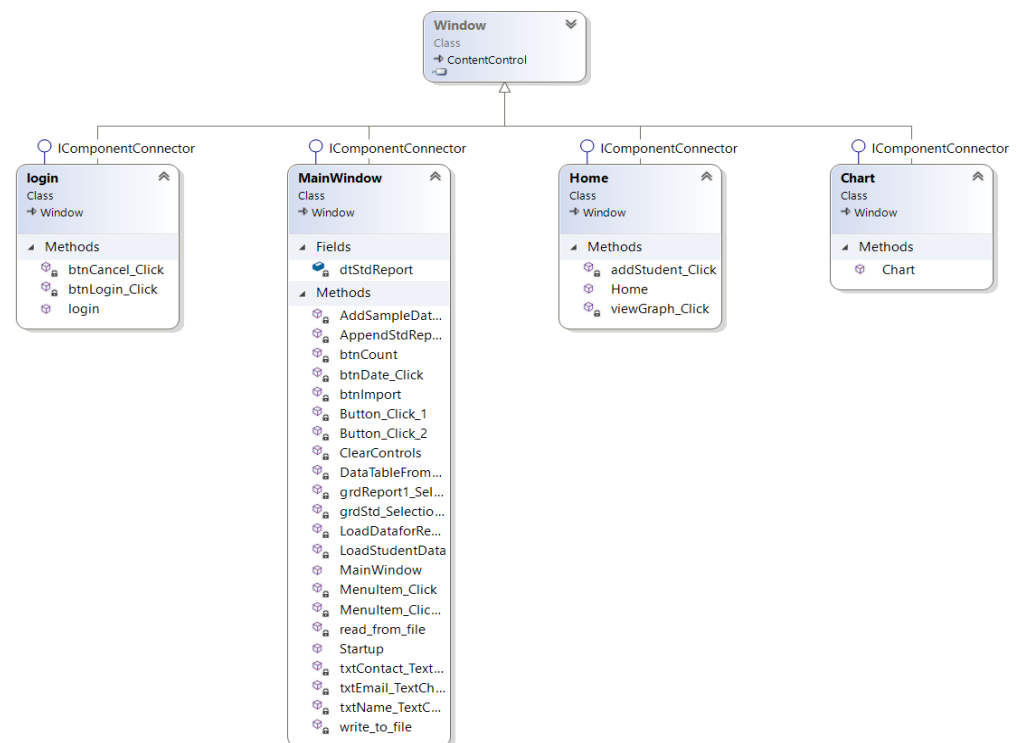 Window
Class
ContentControl
IComponentConnector
login
Class
Window
Methods
btnCancel_Click
btnLogin_Click
login
IComponentConnector
MainWindow
Class
Window
Fields
dtStdReport
Methods
AddSampleDat...
AppendStdRep...
btnCount
btnDate_Click
btnImport
Button_Click_1
Button_Click_2
ClearControls
DataTableFrom...
grdReport1_Sel...
grdStd_Selectio...
LoadDataforRe...
LoadStudentData
MainWindow
MenuItem_Click
MenuItem_Clic...
read_from_file
Startup
txtContact_Text...
txtEmail_TextCh...
txtName_TextC...
write_to_file
IComponentConnector
Home
Class
Window
Methods
addStudent_Click
Home
viewGraph_Click
IComponentConnector
Chart
Class
Window
Methods
Chart